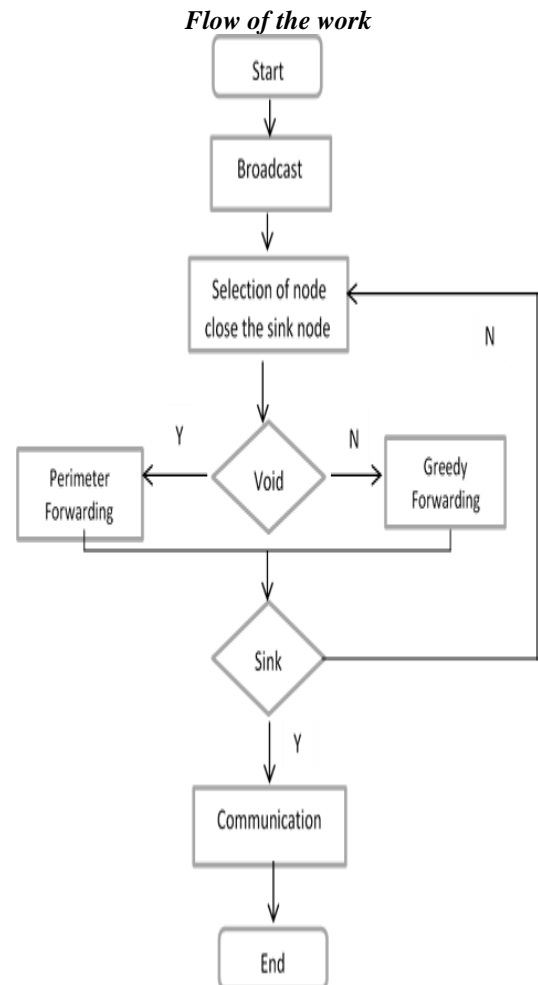 Flow of the work
Start
Broadcast
Selection of node
close the sink node
N
Y
N
Void
Perimeter
Forwarding
Greedy
Forwarding
Sink
Y
Communication
End